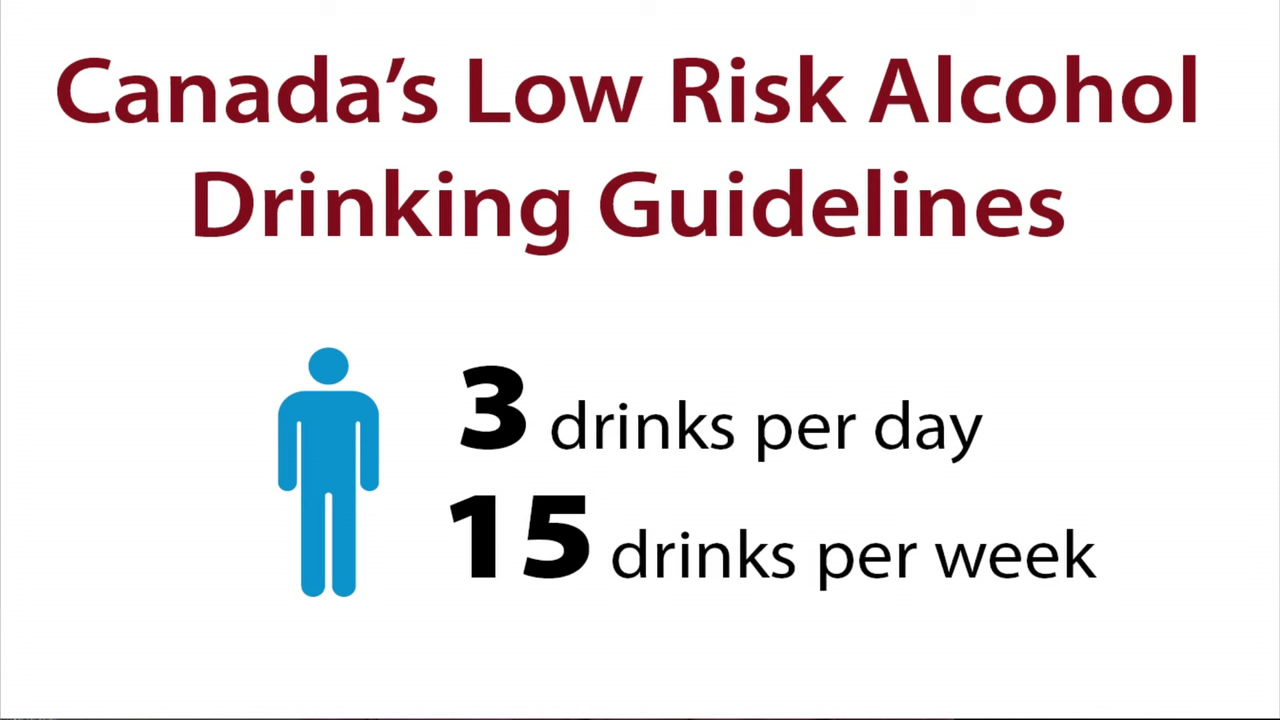 Canada’s Low Risk Alcohol
Drinking Guidelines
3 drinks per day
15 drinks per week